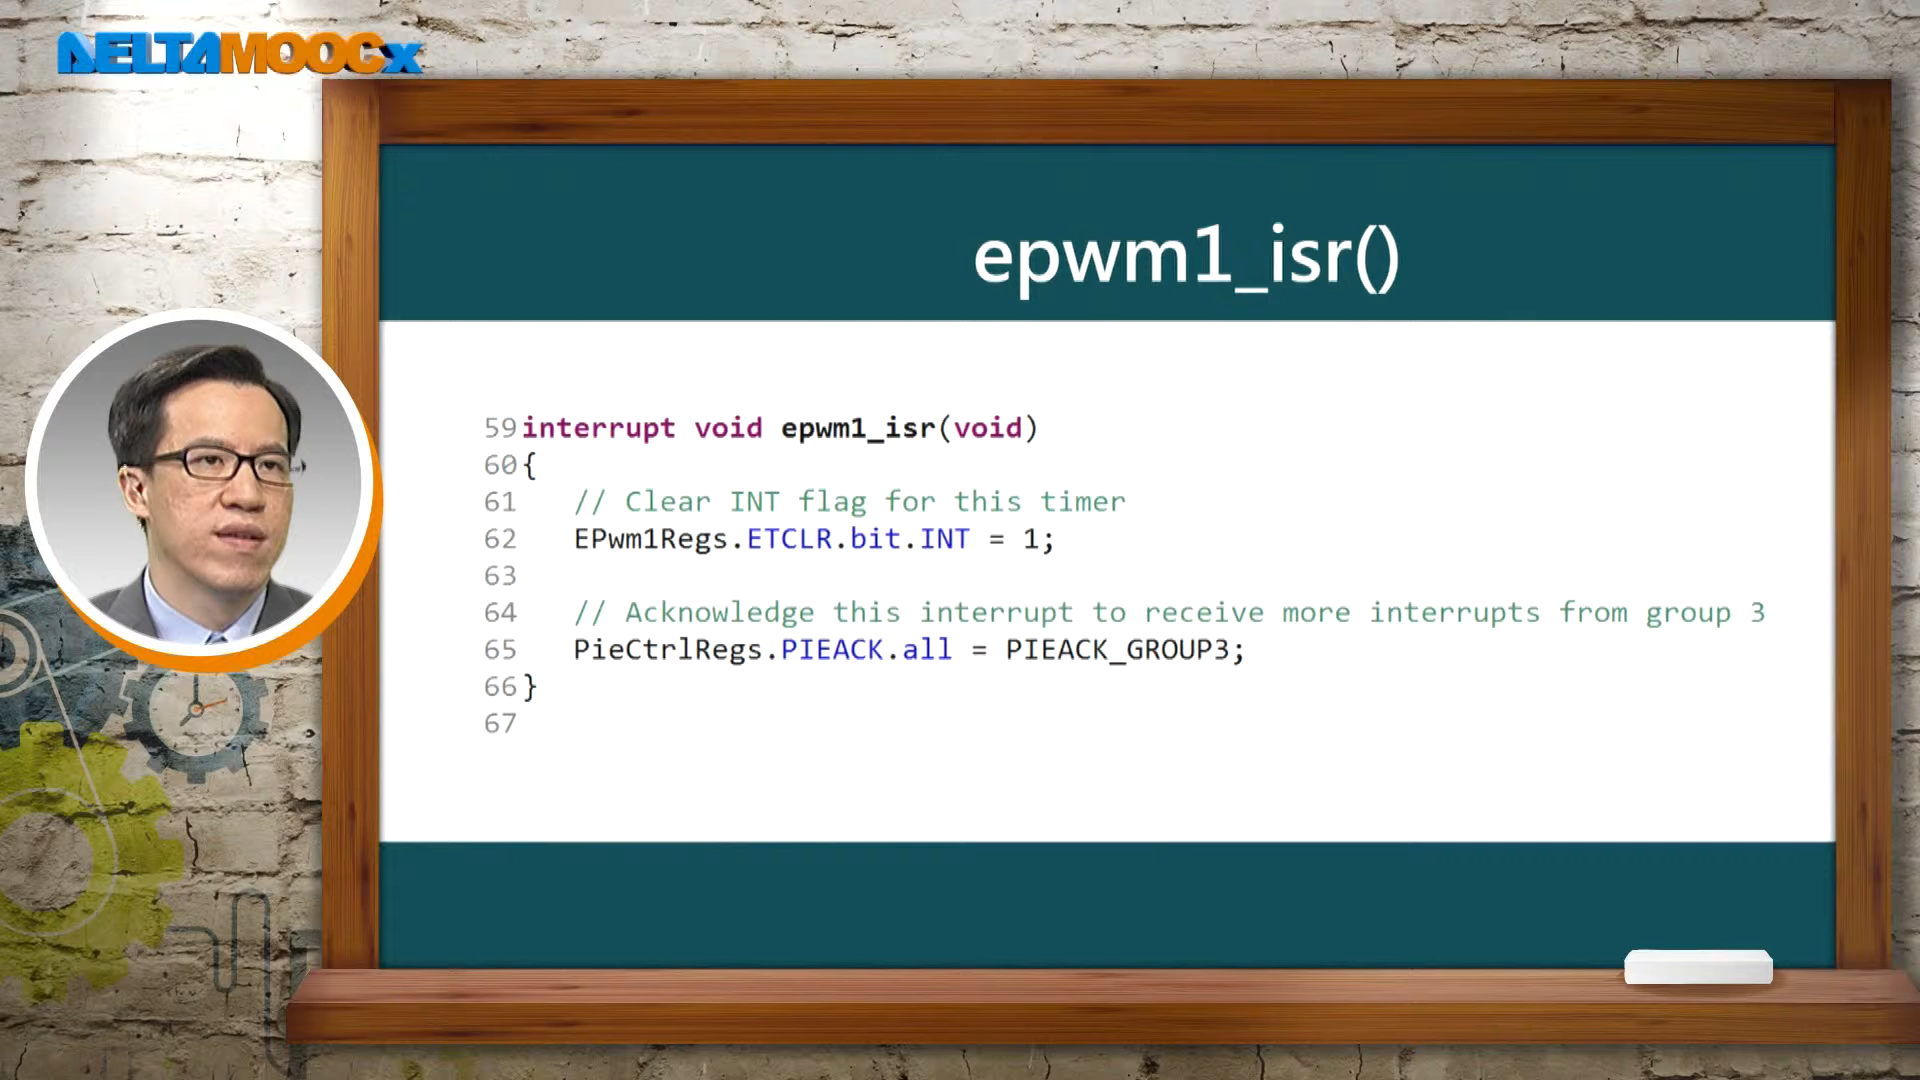 DELTAMOOCx
epwm1_isr()
59 interrupt void epwm1_isr(void)
60 {
61 // Clear INT flag for this timer
62 EPwm1Regs.ETCLR.bit.INT = 1;
63
64 // Acknowledge this interrupt to receive more interrupts from group 3
65 PieCtrlRegs.PIEACK.all = PIEACK_GROUP3;
66 }
67